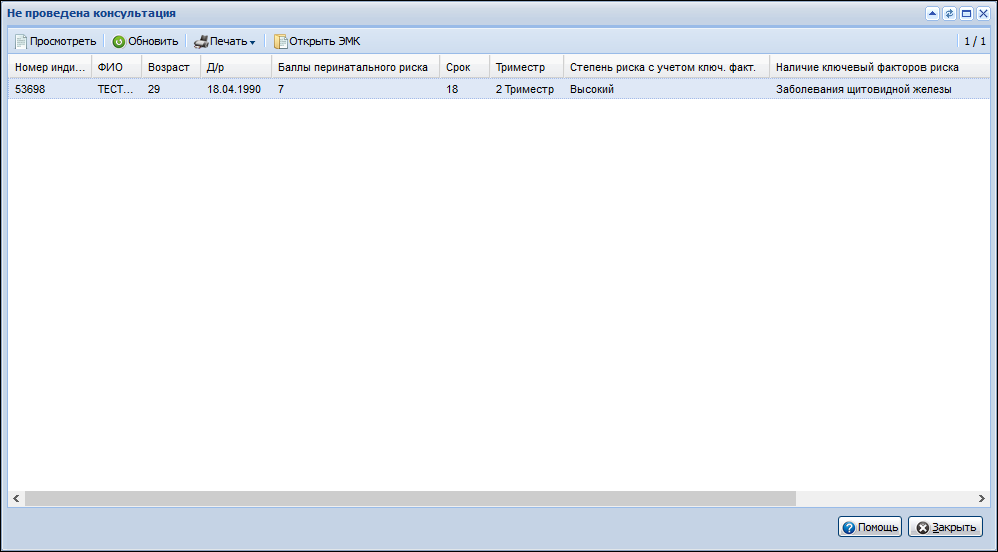 Не проведена консультация
Просмотреть Обновить Печать Открыть ЭМК 1 / 1
Номер инди... ФИО Возраст Д/р Баллы перинатального риска Срок Триместр Степень риска с учетом ключ. факт. Наличие ключевый факторов риска
53698 ТЕСТ... 29 18.04.1990 7 18 2 Триместр Высокий Заболевания щитовидной железы
Помощь Закрыть